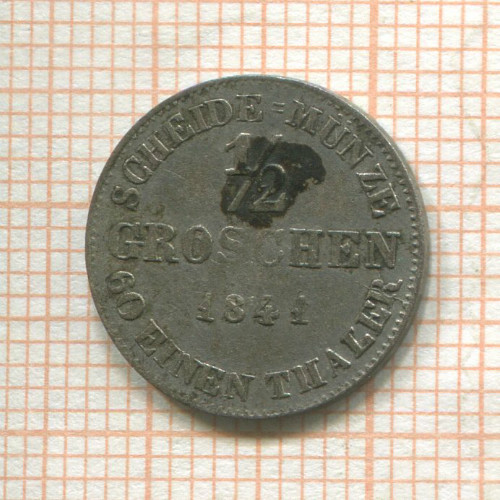 SCHEIDE = MÜNZE
1/2
GROSCHEN
1841
60 EINEN THALER